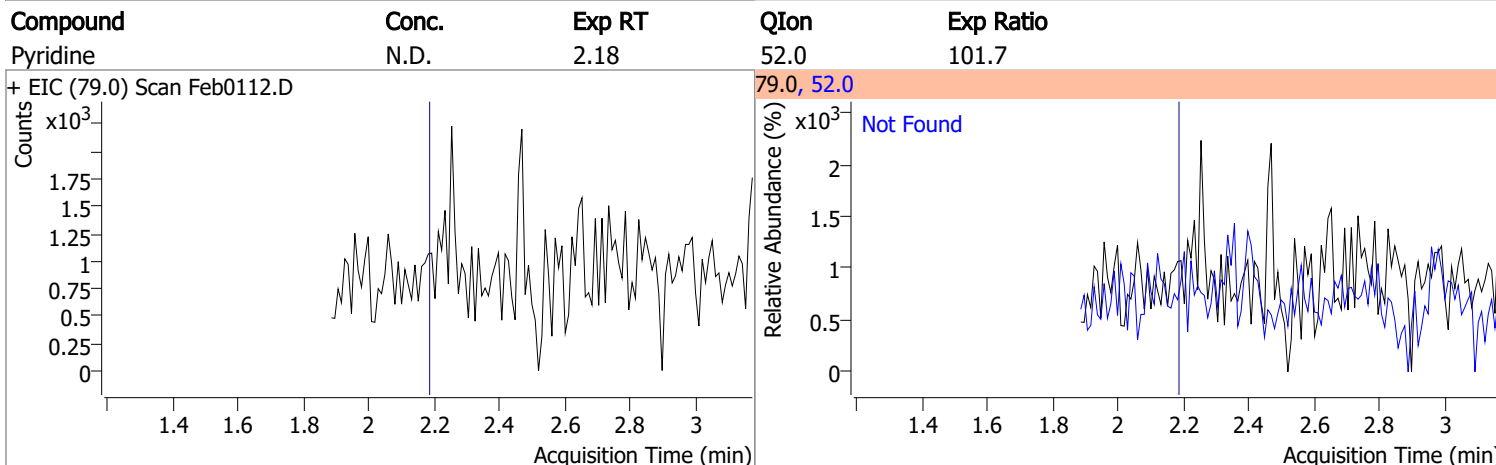 Compound Conc. Exp RT QIon Exp Ratio
Pyridine N.D. 2.18 52.0 101.7
+ EIC (79.0) Scan Feb0112.D
Counts
x10³
1.75
1.5
1.25
1
0.75
0.5
0.25
0
1.4 1.6 1.8 2 2.2 2.4 2.6 2.8 3
Acquisition Time (min)
79.0, 52.0
Relative Abundance (%)
x10³
Not Found
2
1.5
1
0.5
0
1.4 1.6 1.8 2 2.2 2.4 2.6 2.8 3
Acquisition Time (min)